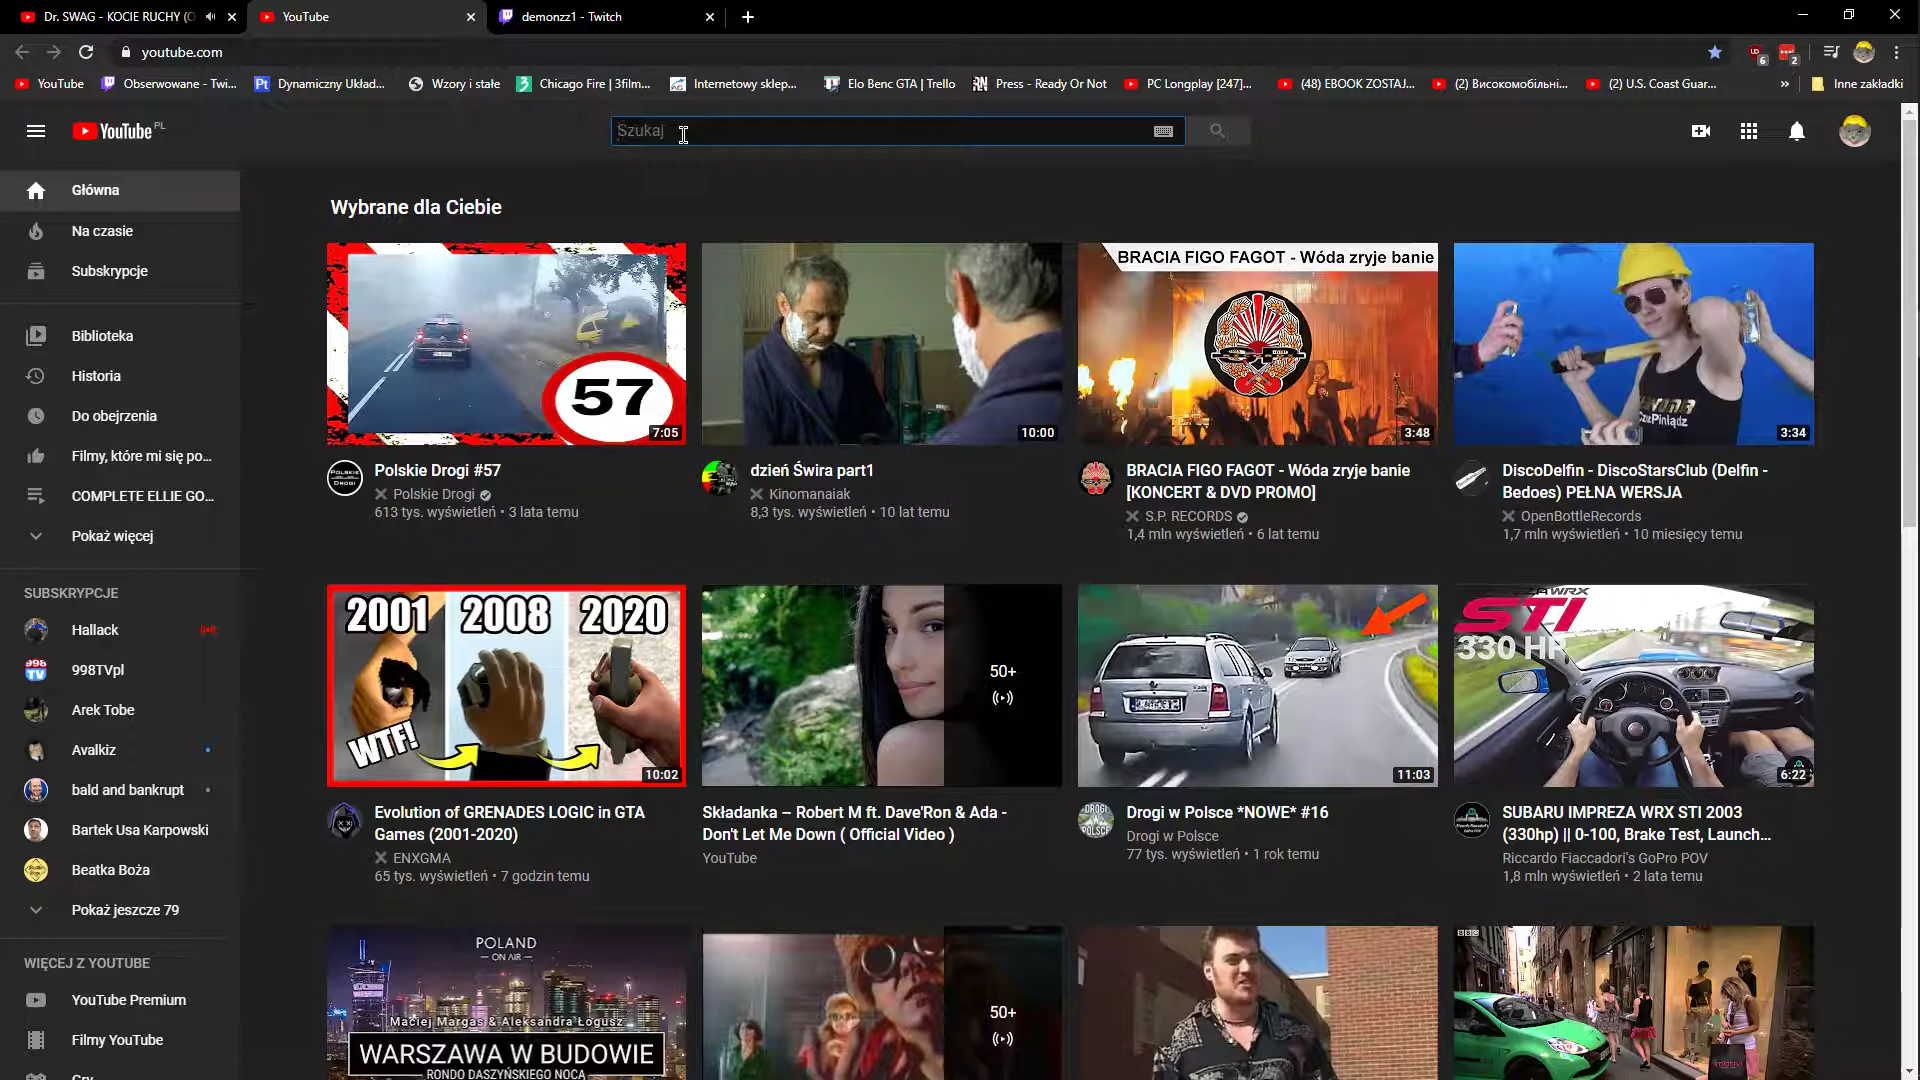 Dr. SWAG - KOCIE RUCHY (O
YouTube
demonzz1 - Twitch
youtube.com
6
2
YouTube
Obserwowane - Twi...
Pt
Dynamiczny Układ...
Wzory i stałe
3
Chicago Fire | 3film...
Internetowy sklep...
Elo Benc GTA | Trello
RN
Press - Ready Or Not
PC Longplay [247]...
(48) EBOOK ZOSTAJ...
(2) Високомобільні...
(2) U.S. Coast Guar...
»
Inne zakładki
YouTube PL
Szukaj
Główna
Na czasie
Subskrypcje
Biblioteka
Historia
Do obejrzenia
Filmy, które mi się po...
COMPLETE ELLIE GO...
Pokaż więcej
SUBSKRYPCJE
Hallack
998TVpl
Arek Tobe
Avalkiz
bald and bankrupt
Bartek Usa Karpowski
Beatka Boża
Pokaż jeszcze 79
WIĘCEJ Z YOUTUBE
YouTube Premium
Filmy YouTube
Gry
Wybrane dla Ciebie
57
7:05
Polskie Drogi #57
Polskie Drogi
613 tys. wyświetleń • 3 lata temu
10:00
dzień Świra part1
Kinomanaiak
8,3 tys. wyświetleń • 10 lat temu
BRACIA FIGO FAGOT - Wóda zryje banie
3:48
BRACIA FIGO FAGOT - Wóda zryje banie
[KONCERT & DVD PROMO]
S.P. RECORDS
1,4 mln wyświetleń • 6 lat temu
3:34
DiscoDelfin - DiscoStarsClub (Delfin -
Bedoes) PEŁNA WERSJA
OpenBottleRecords
1,7 mln wyświetleń • 10 miesięcy temu
2001 2008 2020
WTF!
10:02
Evolution of GRENADES LOGIC in GTA
Games (2001-2020)
ENXGMA
65 tys. wyświetleń • 7 godzin temu
50+
Składanka – Robert M ft. Dave'Ron & Ada -
Don't Let Me Down ( Official Video )
YouTube
11:03
Drogi w Polsce *NOWE* #16
Drogi w Polsce
77 tys. wyświetleń • 1 rok temu
STI
330 HP
6:22
SUBARU IMPREZA WRX STI 2003
(330hp) || 0-100, Brake Test, Launch...
Riccardo Fiaccadori's GoPro POV
1,8 mln wyświetleń • 2 lata temu
POLAND
- ON AIR -
Maciej Margas & Aleksandra Łogusz
WARSZAWA W BUDOWIE
RONDO DASZYŃSKIEGO NOCĄ
50+
BBC